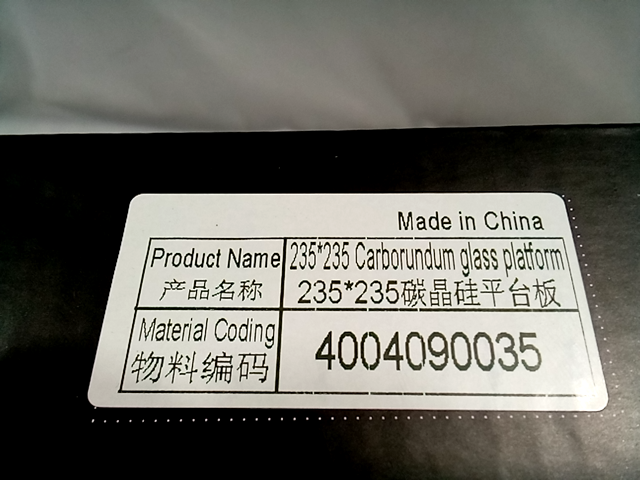 Made in China
Product Name
235*235 Carborundum glass platform
产品名称
235*235碳晶硅平台板
Material Coding
物料编码
4004090035